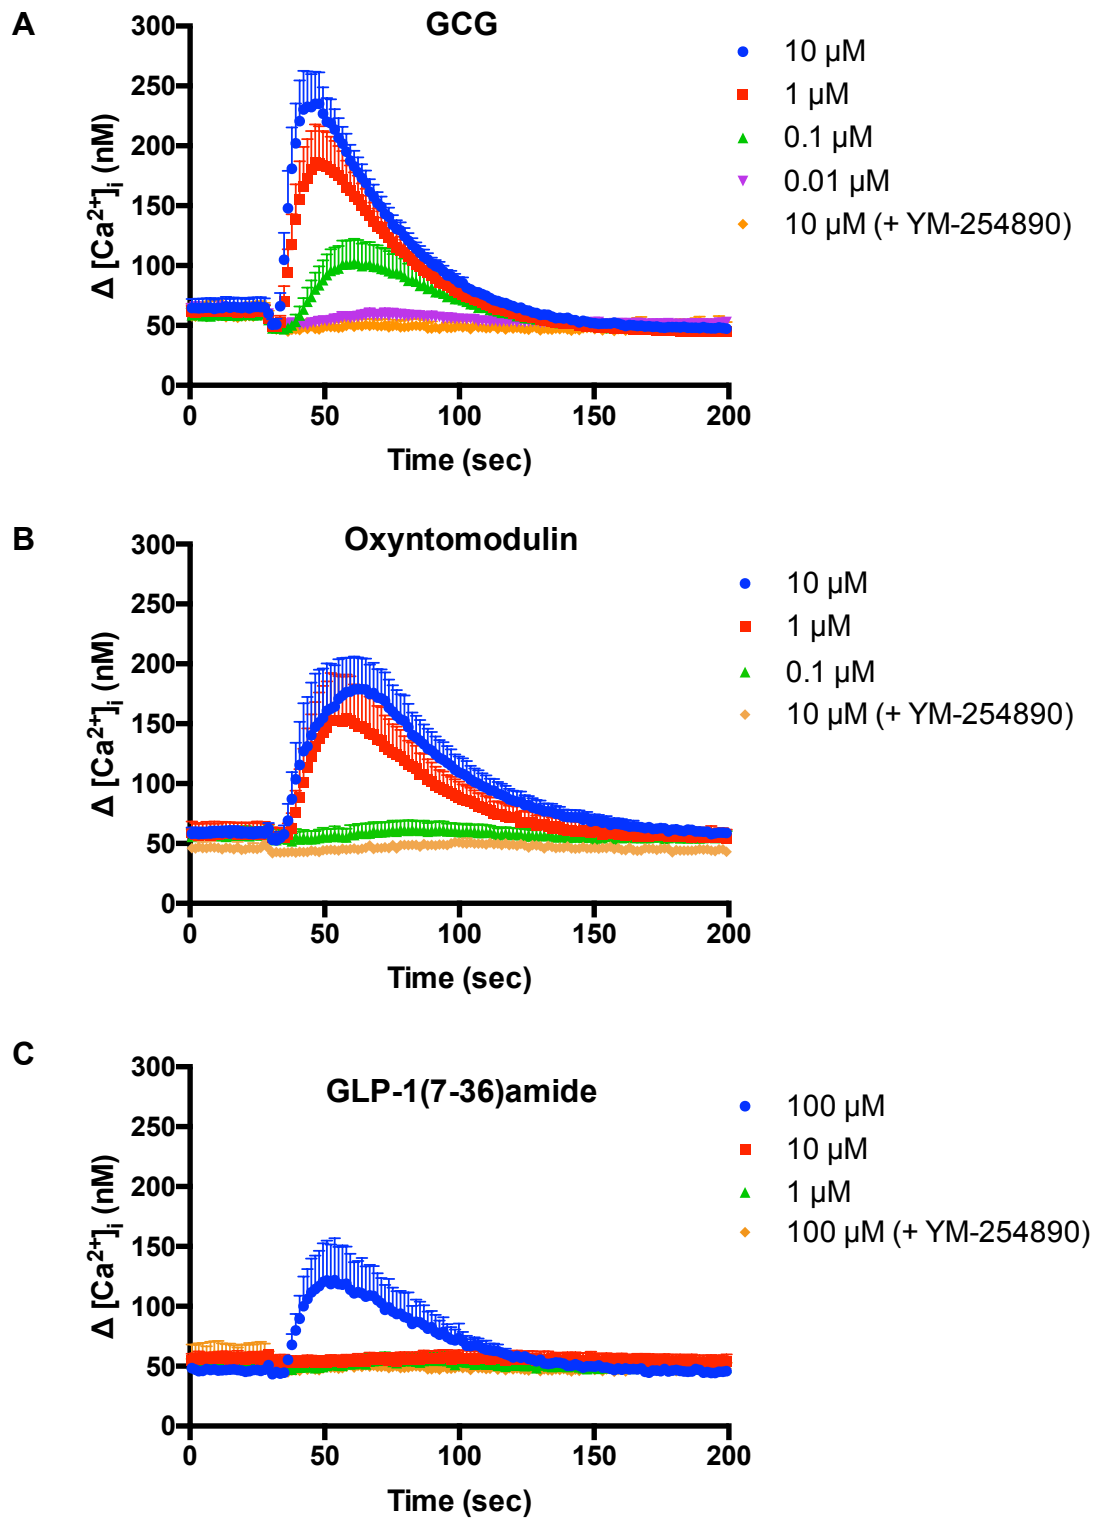 A
GCG
300
250
200
150
100
50
0
Δ [Ca2+]i (nM)
0 50 100 150 200
Time (sec)
10 µM
1 µM
0.1 µM
0.01 µM
10 µM (+ YM-254890)
B
Oxyntomodulin
300
250
200
150
100
50
0
Δ [Ca2+]i (nM)
0 50 100 150 200
Time (sec)
10 µM
1 µM
0.1 µM
10 µM (+ YM-254890)
C
GLP-1(7-36)amide
300
250
200
150
100
50
0
Δ [Ca2+]i (nM)
0 50 100 150 200
Time (sec)
100 µM
10 µM
1 µM
100 µM (+ YM-254890)